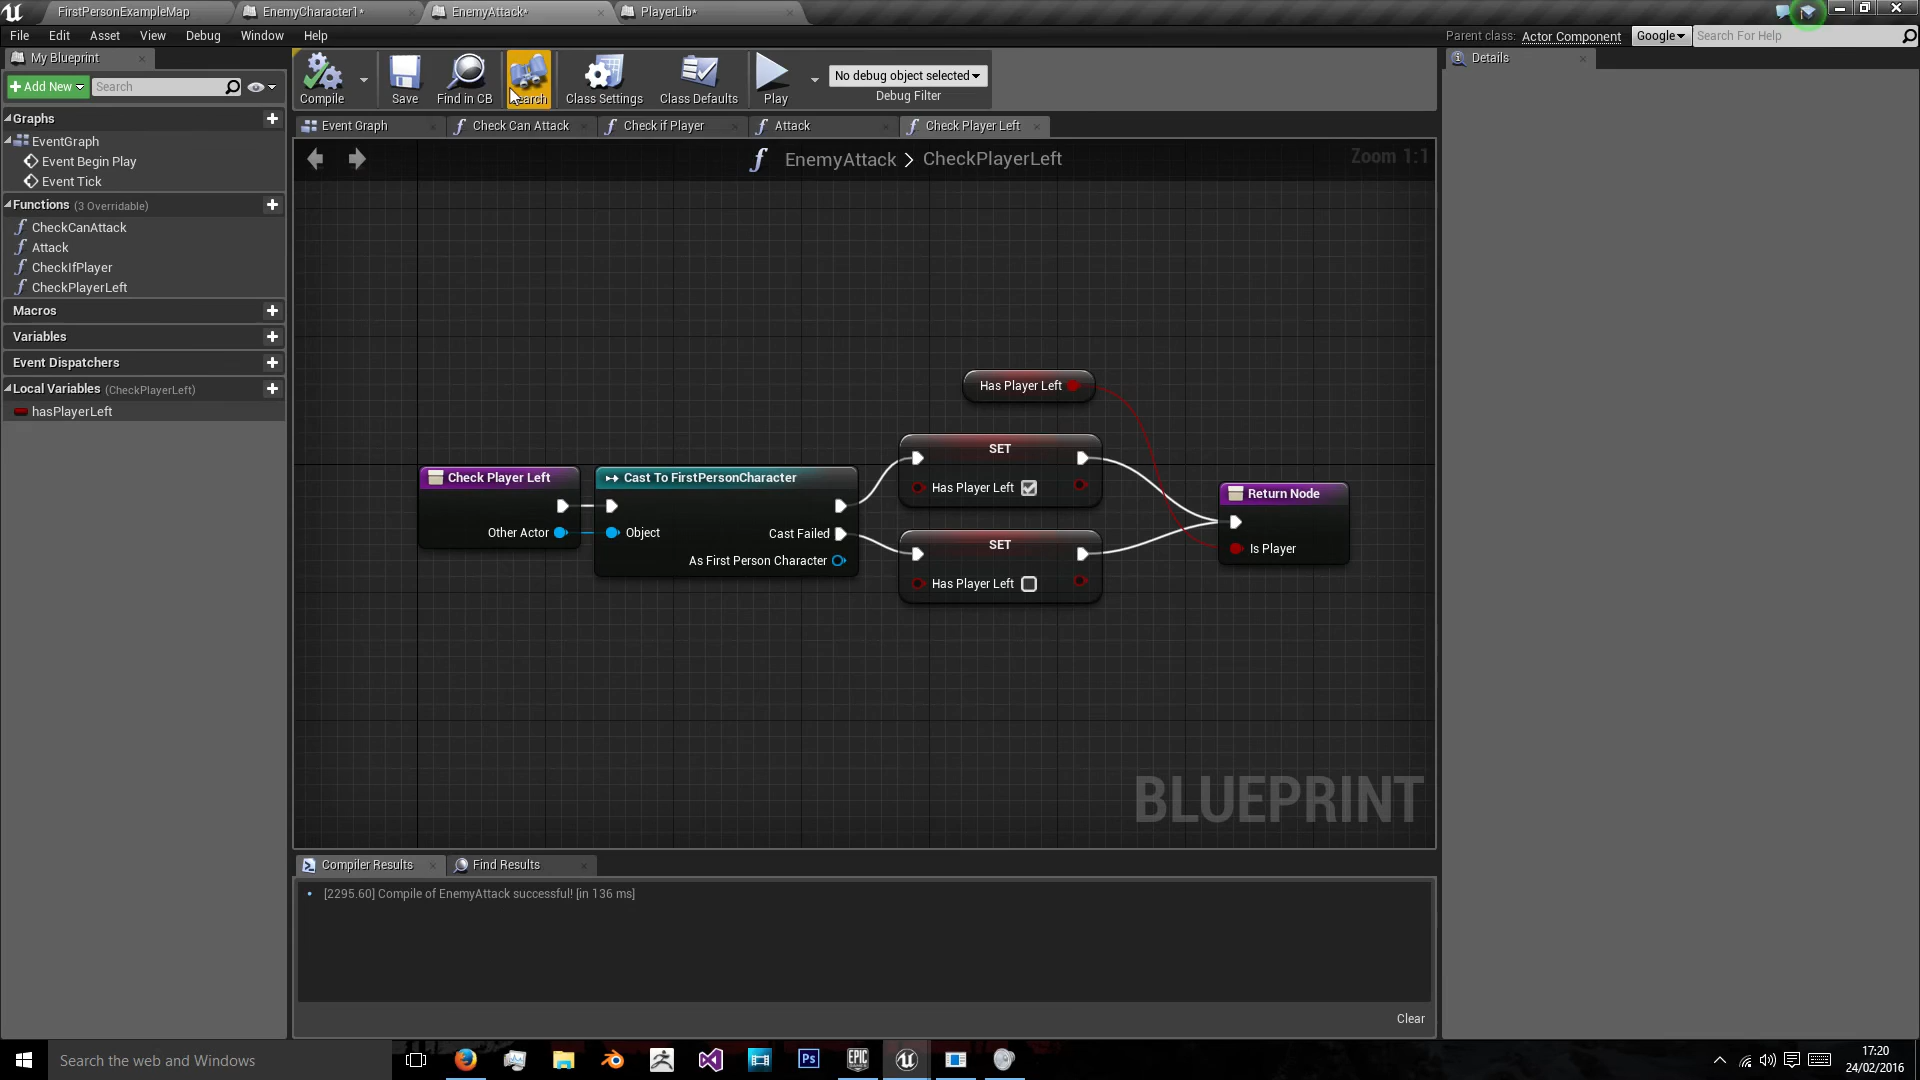 FirstPersonExampleMap
EnemyCharacter1*
EnemyAttack*
PlayerLib*
File Edit Asset View Debug Window Help
Parent class: Actor Component Google Search For Help
My Blueprint
Add New Search
Compile Save Find in CB Search Class Settings Class Defaults Play
No debug object selected
Debug Filter
Details
Event Graph Check Can Attack Check if Player Attack Check Player Left
EnemyAttack > CheckPlayerLeft
Zoom 1:1
Graphs
EventGraph
Event Begin Play
Event Tick
Functions (3 Overridable)
CheckCanAttack
Attack
CheckIfPlayer
CheckPlayerLeft
Macros
Variables
Event Dispatchers
Local Variables (CheckPlayerLeft)
hasPlayerLeft
Has Player Left
SET
Has Player Left
SET
Has Player Left
Check Player Left
Other Actor
Cast To FirstPersonCharacter
Object
Cast Failed
As First Person Character
Return Node
Is Player
BLUEPRINT
Compiler Results Find Results
[2295.60] Compile of EnemyAttack successful! [in 136 ms]
Clear
Search the web and Windows
Ps
EPIC
17:20
24/02/2016